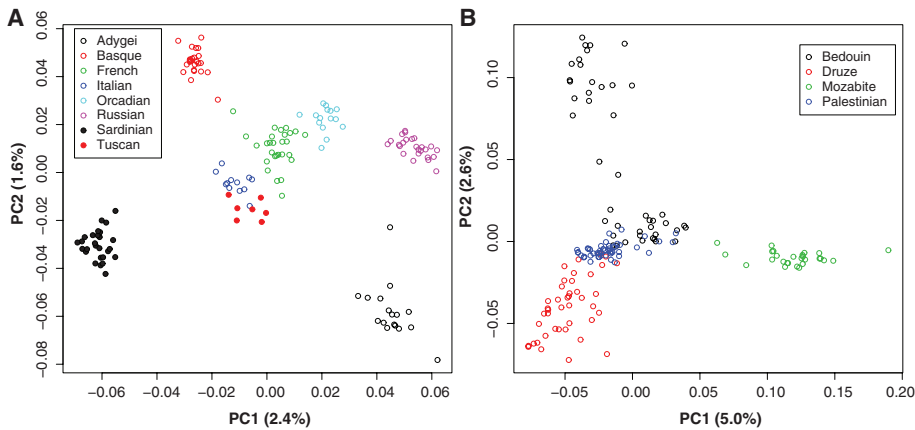 A
Adygei
Basque
French
Italian
Orcadian
Russian
Sardinian
Tuscan
PC2 (1.6%)
0.06
0.04
0.02
0.00
−0.02
−0.04
−0.06
−0.08
−0.06
−0.04
−0.02
0.00
0.02
0.04
0.06
PC1 (2.4%)
B
Bedouin
Druze
Mozabite
Palestinian
PC2 (2.6%)
0.10
0.05
0.00
−0.05
−0.05
0.00
0.05
0.10
0.15
0.20
PC1 (5.0%)